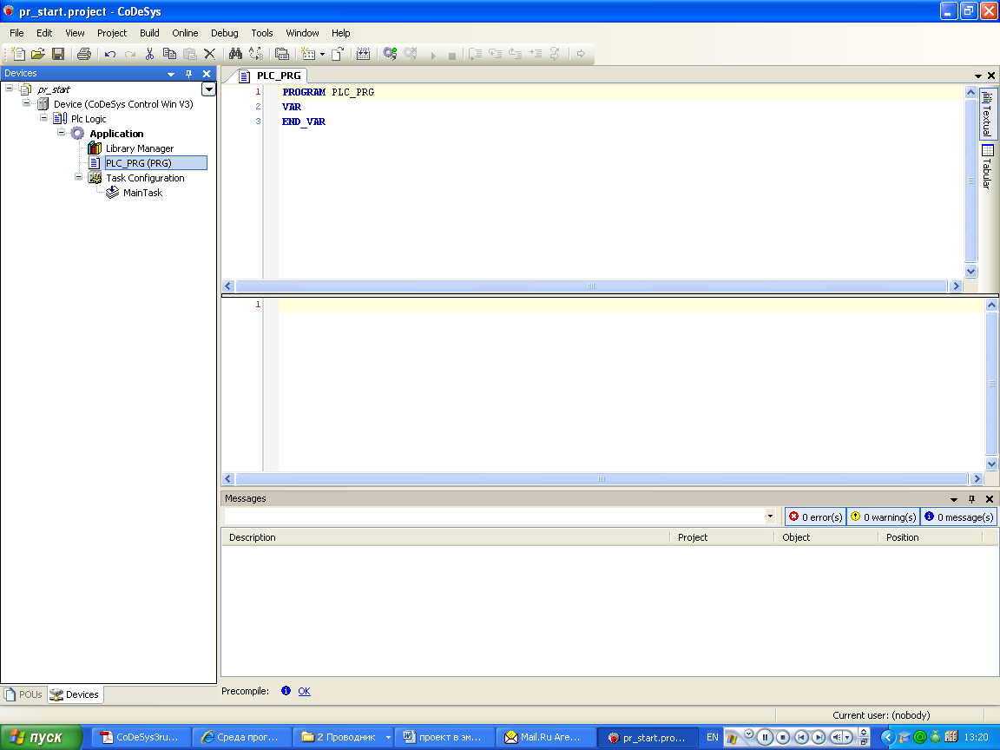 pr_start.project - CoDeSys
File Edit View Project Build Online Debug Tools Window Help
Devices
pr_start
Device (CoDeSys Control Win V3)
Plc Logic
Application
Library Manager
PLC_PRG (PRG)
Task Configuration
MainTask
POUs Devices
PLC_PRG
1 PROGRAM PLC_PRG
2 VAR
3 END_VAR
Textual
Tabular
1
Messages
0 error(s) 0 warning(s) 0 message(s)
Description Project Object Position
Precompile: OK
Current user: (nobody)
пуск CoDeSys3ru... Среда прог... 2 Проводник проект в эм... Mail.Ru Аге... pr_start.pro... EN 13:20